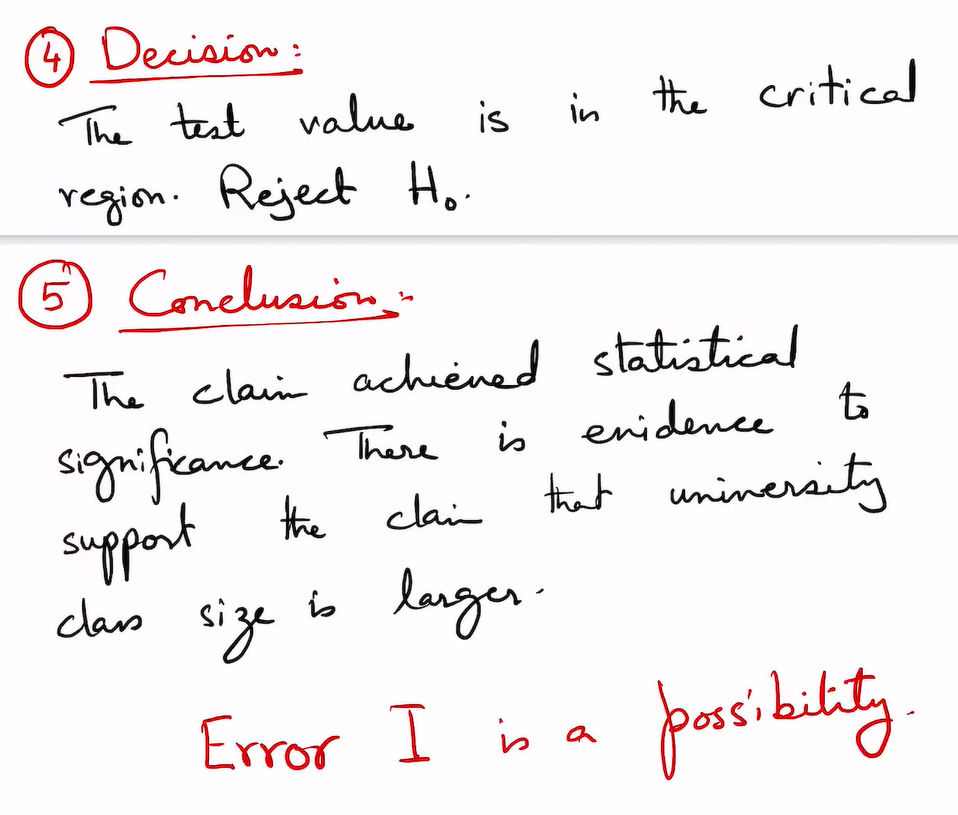 ④ Decision:
The test value is in the critical
region. Reject H₀.
⑤ Conclusion:
The claim achieved statistical
significance. There is evidence to
support the claim that university
class size is larger.
Error I is a possibility.